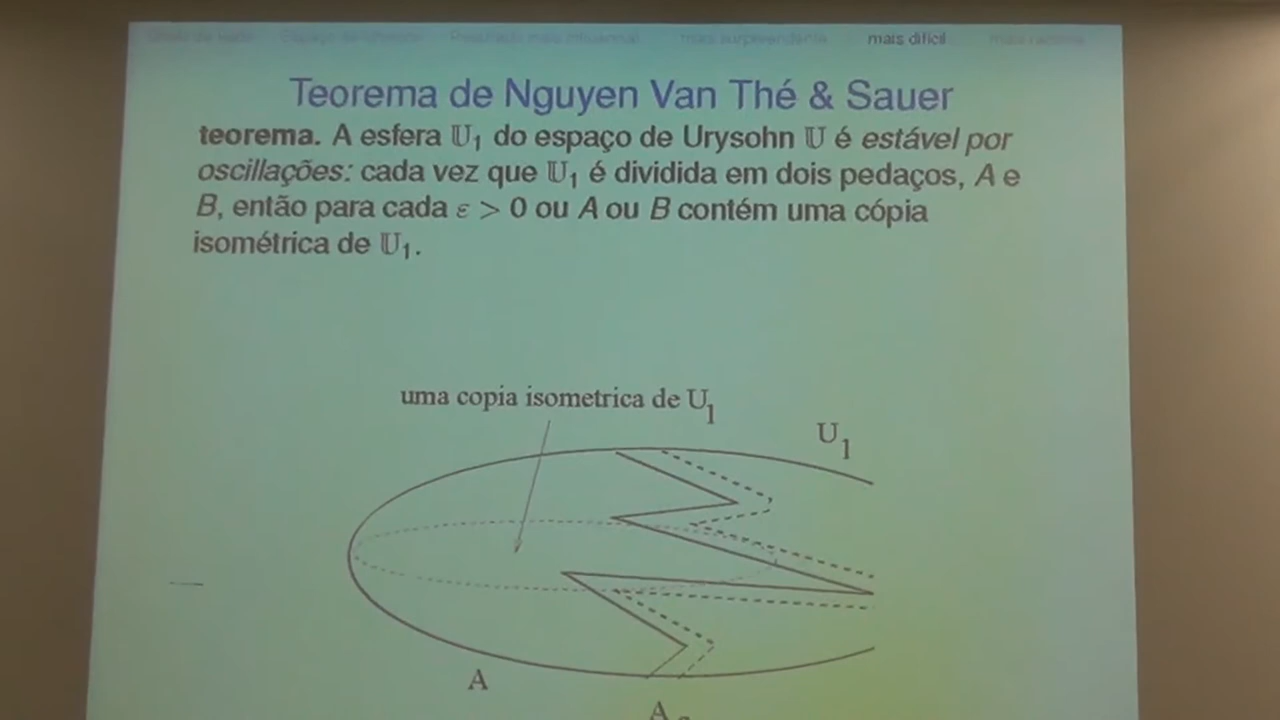 mais difícil
Teorema de Nguyen Van Thé & Sauer
teorema. A esfera 𝕌₁ do espaço de Urysohn 𝕌 é estável por
oscillações: cada vez que 𝕌₁ é dividida em dois pedaços, A e
B, então para cada ε > 0 ou A ou B contém uma cópia
isométrica de 𝕌₁.
uma copia isometrica de U₁
U₁
A
A